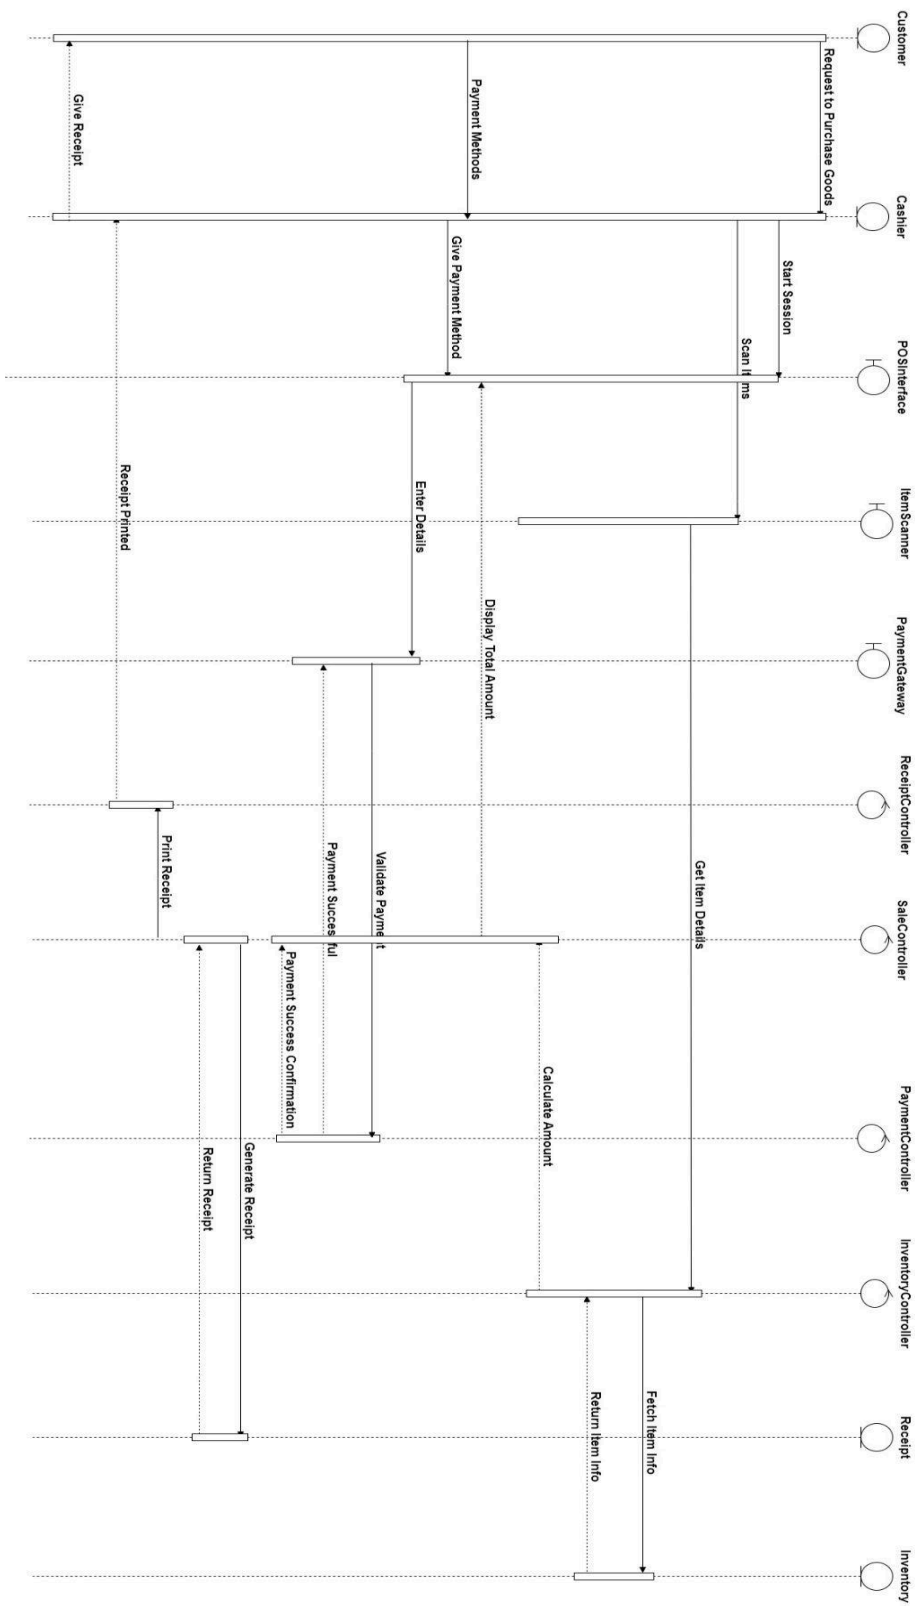 Customer
Cashier
POSInterface
ItemScanner
PaymentGateway
ReceiptController
SaleController
PaymentController
InventoryController
Receipt
Inventory
Request to Purchase Goods
Start Session
Scan Items
Get Item Details
Fetch Item Info
Return Item Info
Calculate Amount
Display Total Amount
Payment Methods
Give Payment Method
Enter Details
Validate Payment
Payment Successful
Payment Success Confirmation
Generate Receipt
Return Receipt
Print Receipt
Receipt Printed
Give Receipt